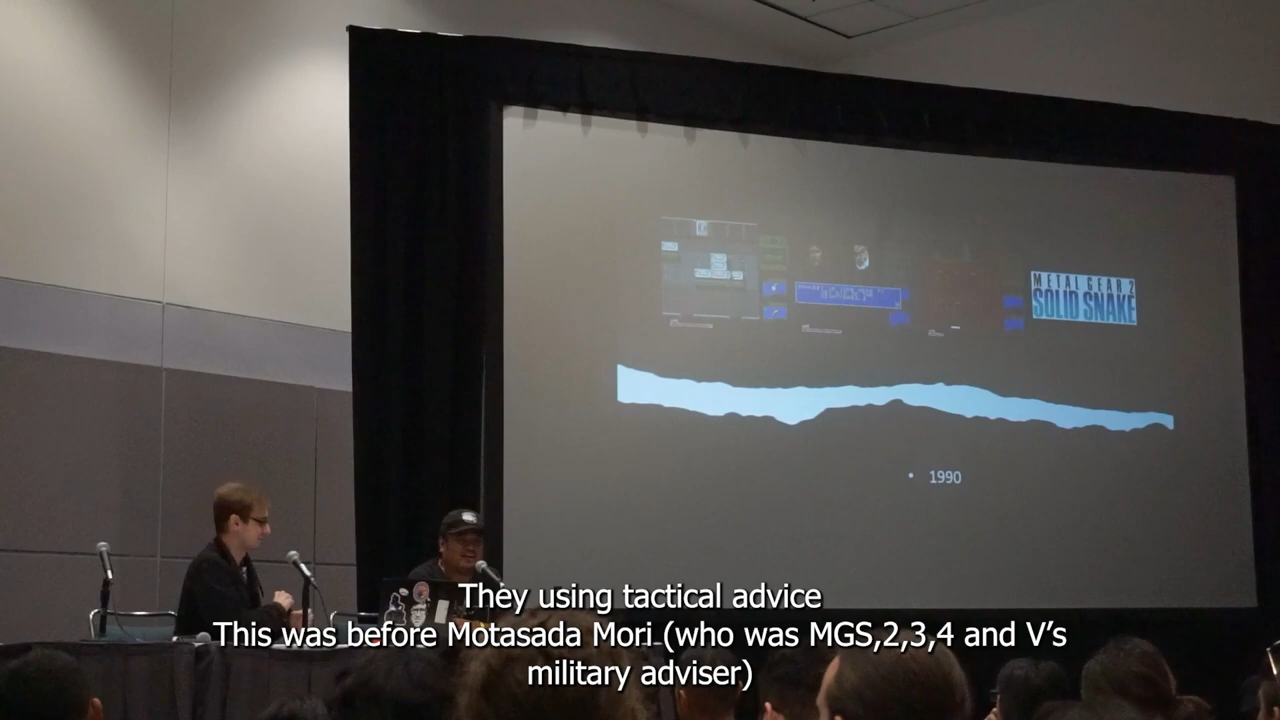 METAL GEAR 2
SOLID SNAKE
• 1990
They using tactical advice
This was before Motasada Mori (who was MGS,2,3,4 and V's
military adviser)